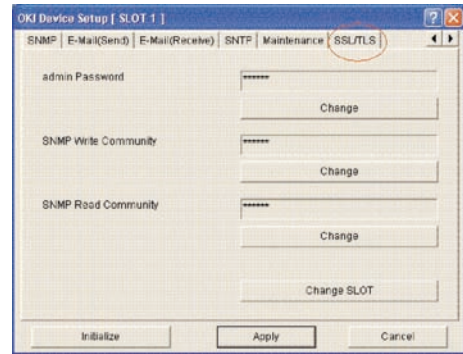 OKI Device Setup [ SLOT 1 ]
SNMP E-Mail(Send) E-Mail(Receive) SNTP Maintenance SSL/TLS
admin Password ******
Change
SNMP Write Community ******
Change
SNMP Read Community ******
Change
Change SLOT
Initialize Apply Cancel